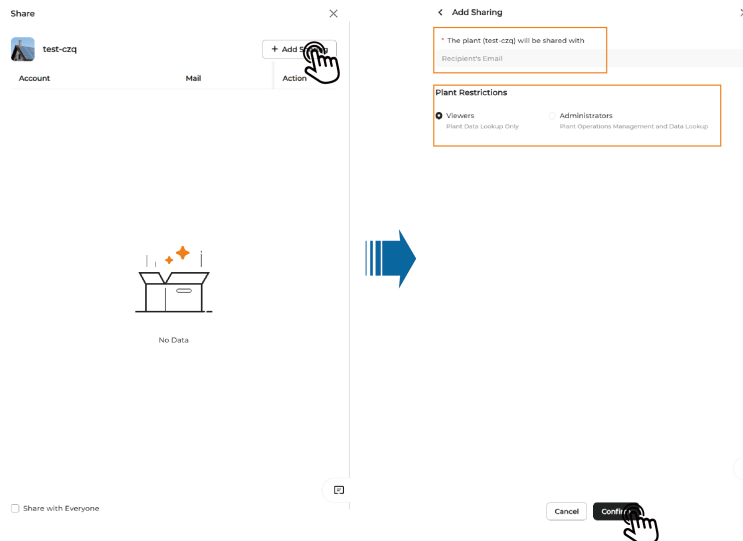 Share
test-czq
+ Add Sharing
Account Mail Action
No Data
Share with Everyone
Add Sharing
* The plant (test-czq) will be shared with
Recipient's Email
Plant Restrictions
Viewers Administrators
Plant Data Lookup Only Plant Operations Management and Data Lookup
Cancel Confirm